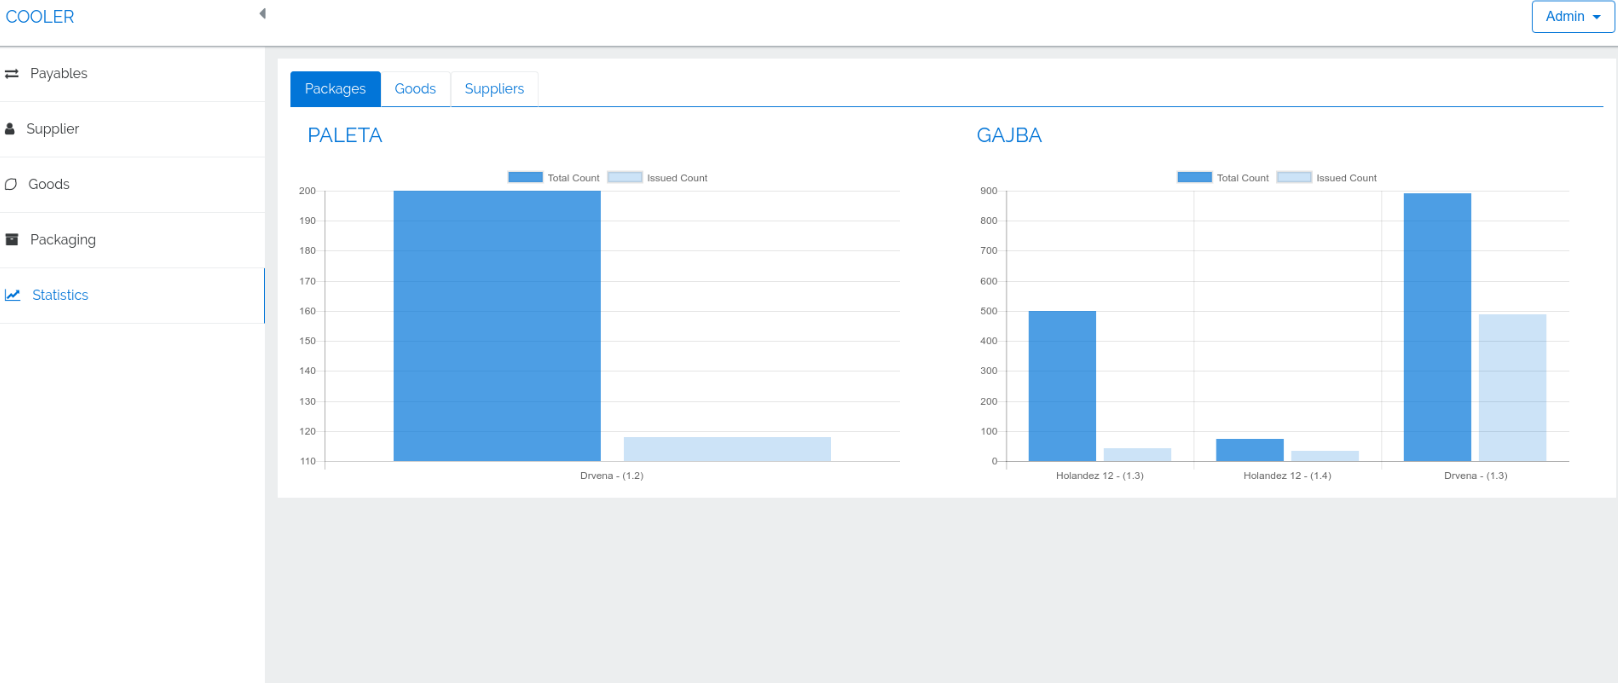 COOLER
Admin
Payables
Supplier
Goods
Packaging
Statistics
Packages Goods Suppliers
PALETA
Total Count Issued Count
200
190
180
170
160
150
140
130
120
110
Drvena - (1.2)
GAJBA
Total Count Issued Count
900
800
700
600
500
400
300
200
100
0
Holandez 12 - (1.3) Holandez 12 - (1.4) Drvena - (1.3)